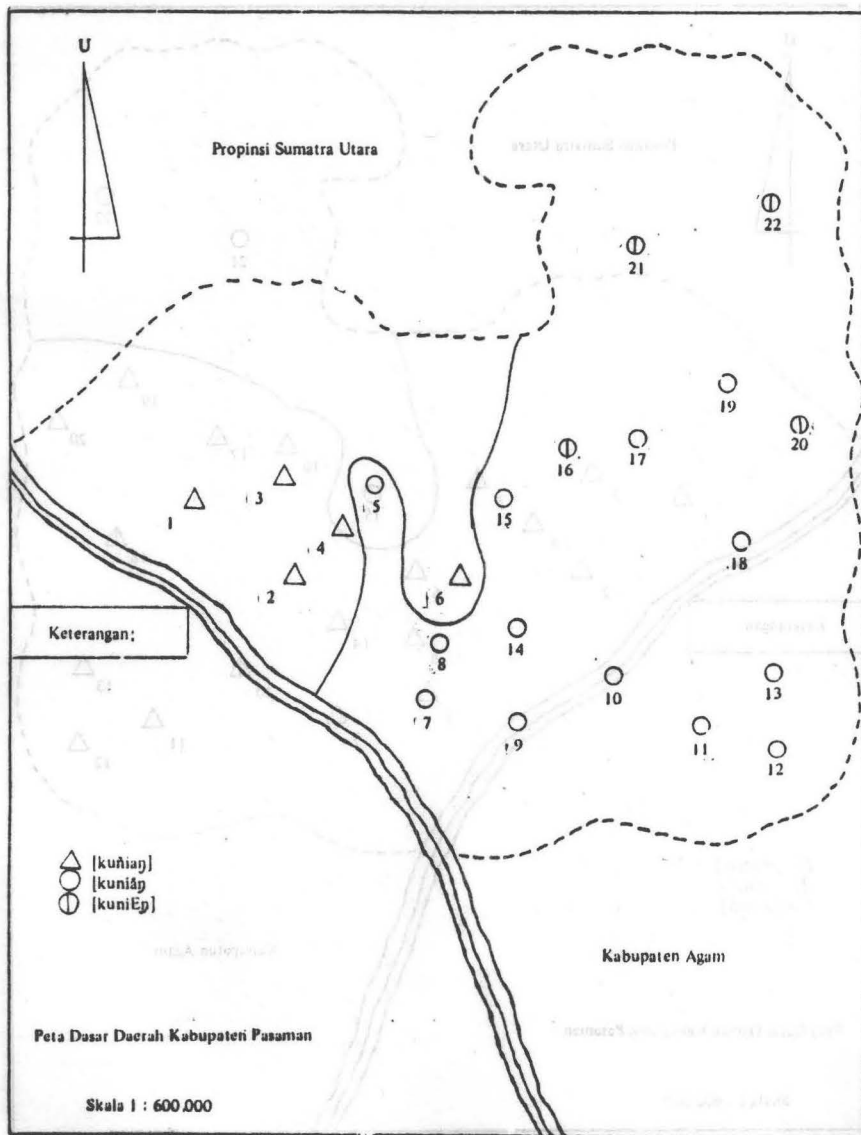 U
Propinsi Sumatra Utara
22
21
19
20
17
16
3
5
15
1
4
18
2
6
Keterangan;
14
8
10
13
7
9
11
12
[kuñiaŋ]
[kuniãŋ
[kuniEŋ]
Kabupaten Agam
Peta Dasar Daerah Kabupaten Pasaman
Skala 1 : 600.000